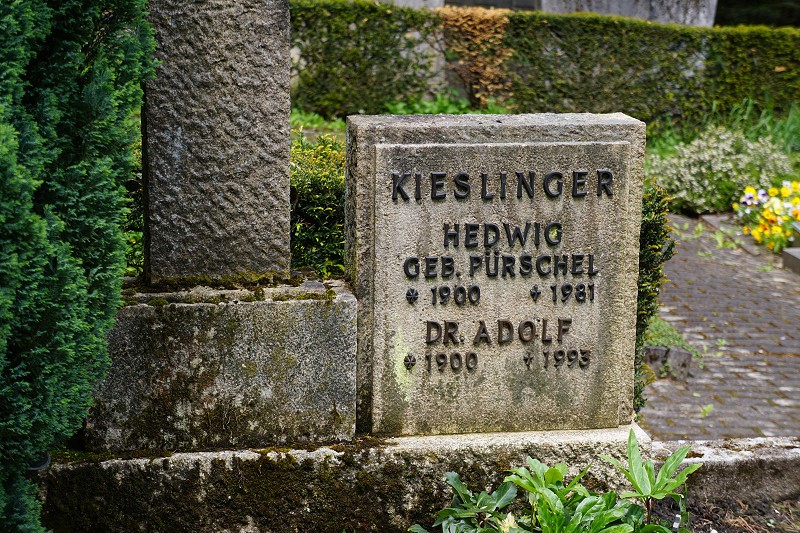 KIESLINGER
HEDWIG
GEB. PÜRSCHEL
* 1900 + 1981
DR. ADOLF
* 1900 + 1993